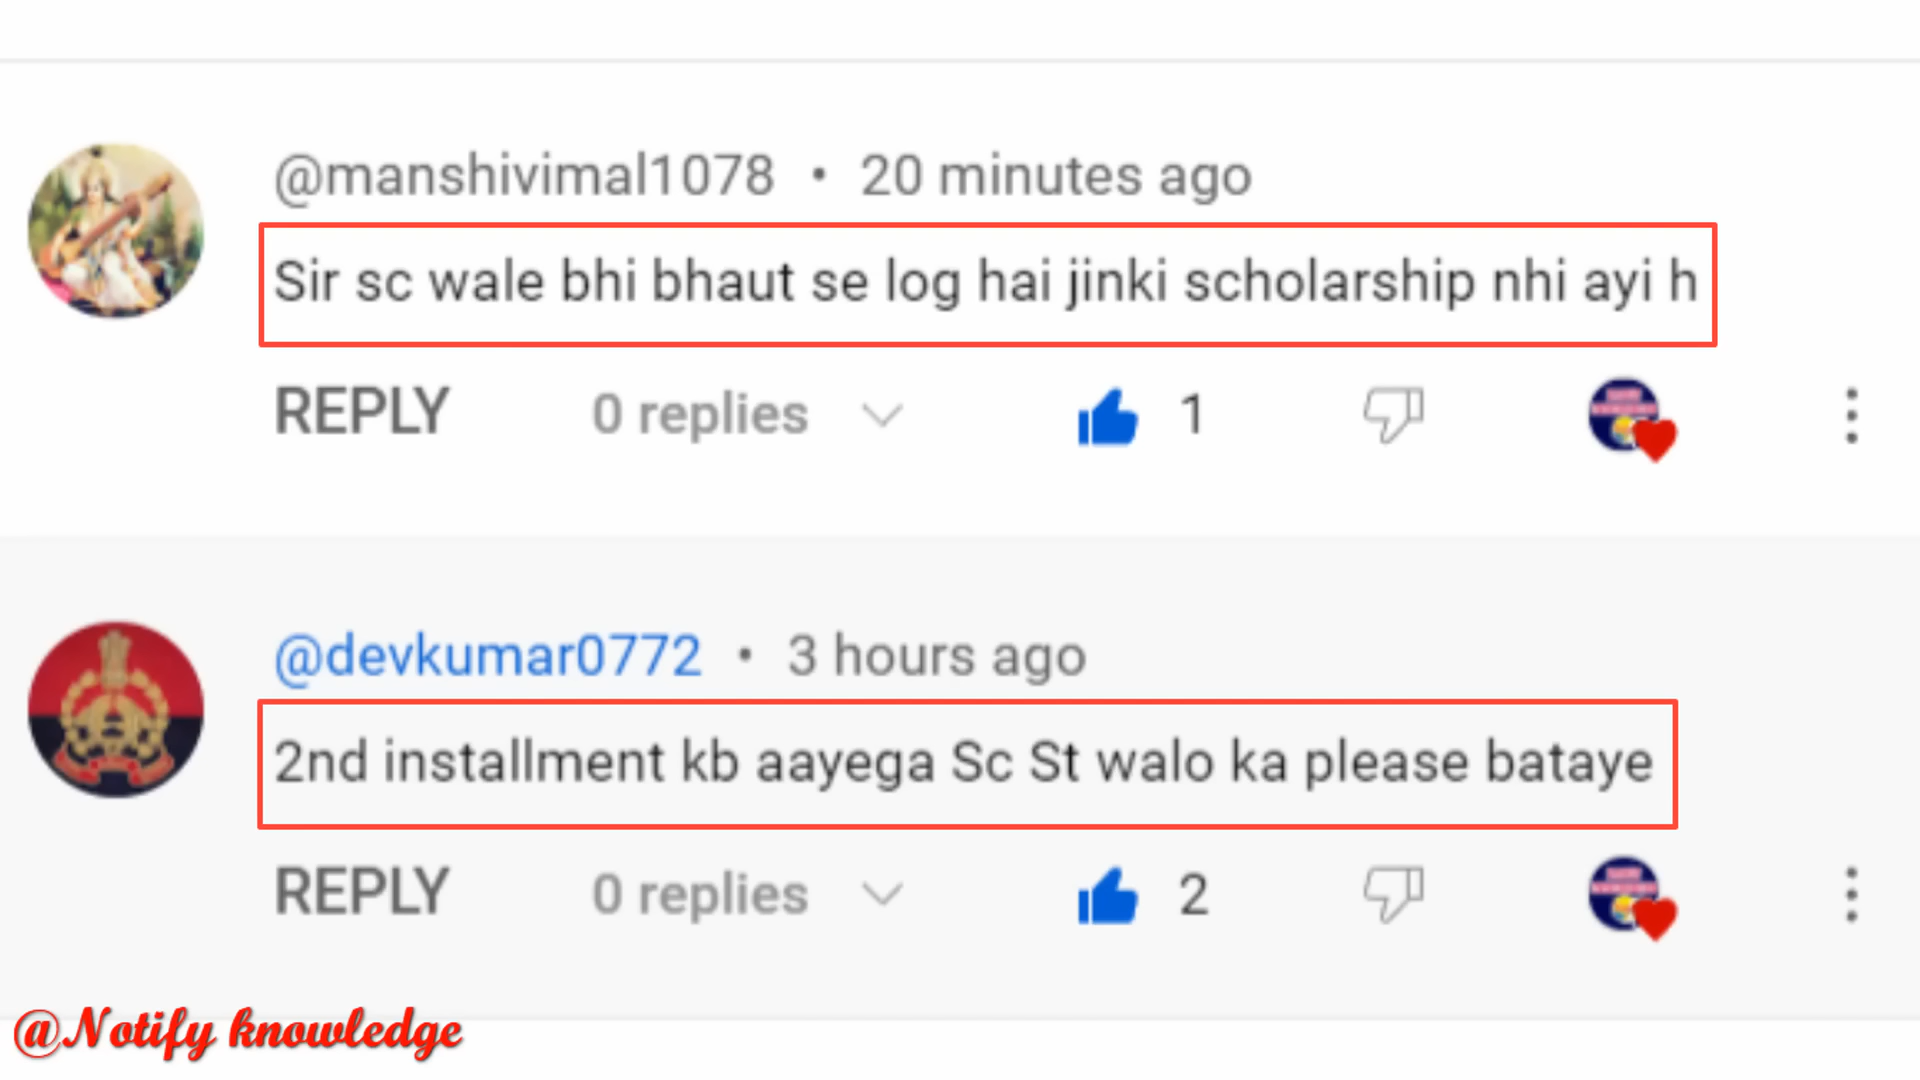 @manshivimal1078 • 20 minutes ago
Sir sc wale bhi bhaut se log hai jinki scholarship nhi ayi h
REPLY 0 replies 1
@devkumar0772 • 3 hours ago
2nd installment kb aayega Sc St walo ka please bataye
REPLY 0 replies 2
@Notify knowledge